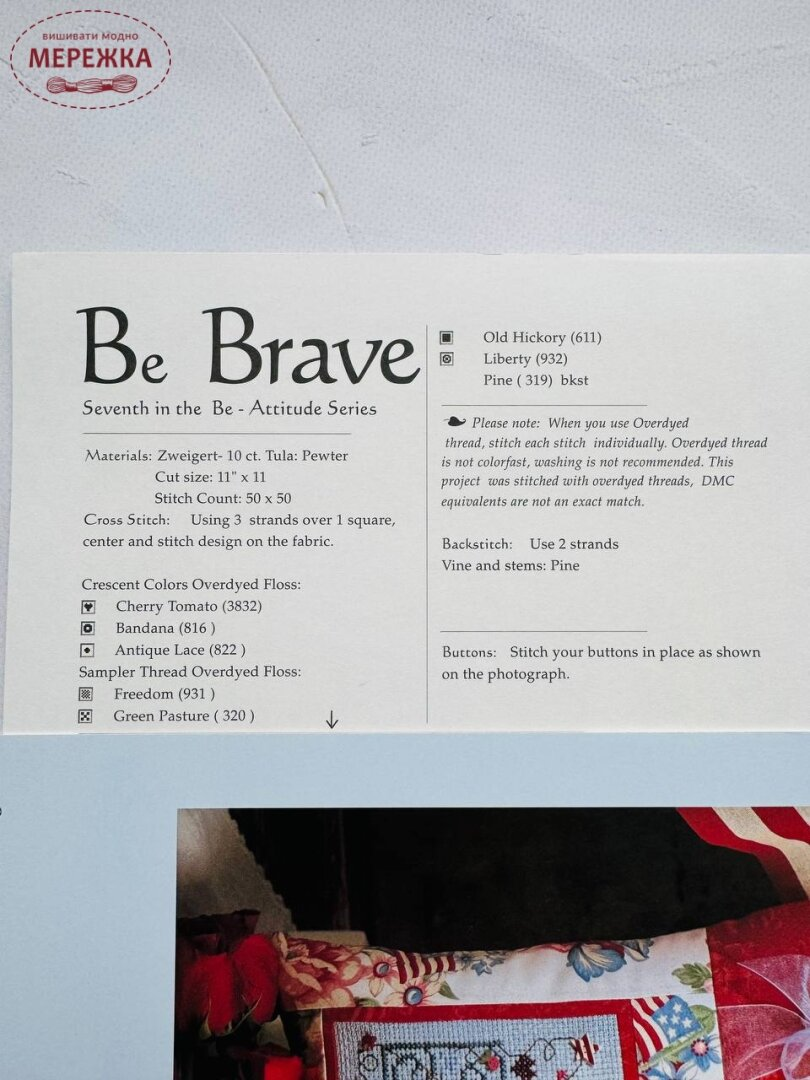 вишивати модно
МЕРЕЖКА
Be Brave
Seventh in the Be - Attitude Series
Materials: Zweigert- 10 ct. Tula: Pewter
Cut size: 11" x 11
Stitch Count: 50 x 50
Cross Stitch: Using 3 strands over 1 square,
center and stitch design on the fabric.
Crescent Colors Overdyed Floss:
Cherry Tomato (3832)
Bandana (816 )
Antique Lace (822 )
Sampler Thread Overdyed Floss:
Freedom (931 )
Green Pasture ( 320 )
Old Hickory (611)
Liberty (932)
Pine ( 319) bkst
Please note: When you use Overdyed
thread, stitch each stitch individually. Overdyed thread
is not colorfast, washing is not recommended. This
project was stitched with overdyed threads, DMC
equivalents are not an exact match.
Backstitch: Use 2 strands
Vine and stems: Pine
Buttons: Stitch your buttons in place as shown
on the photograph.